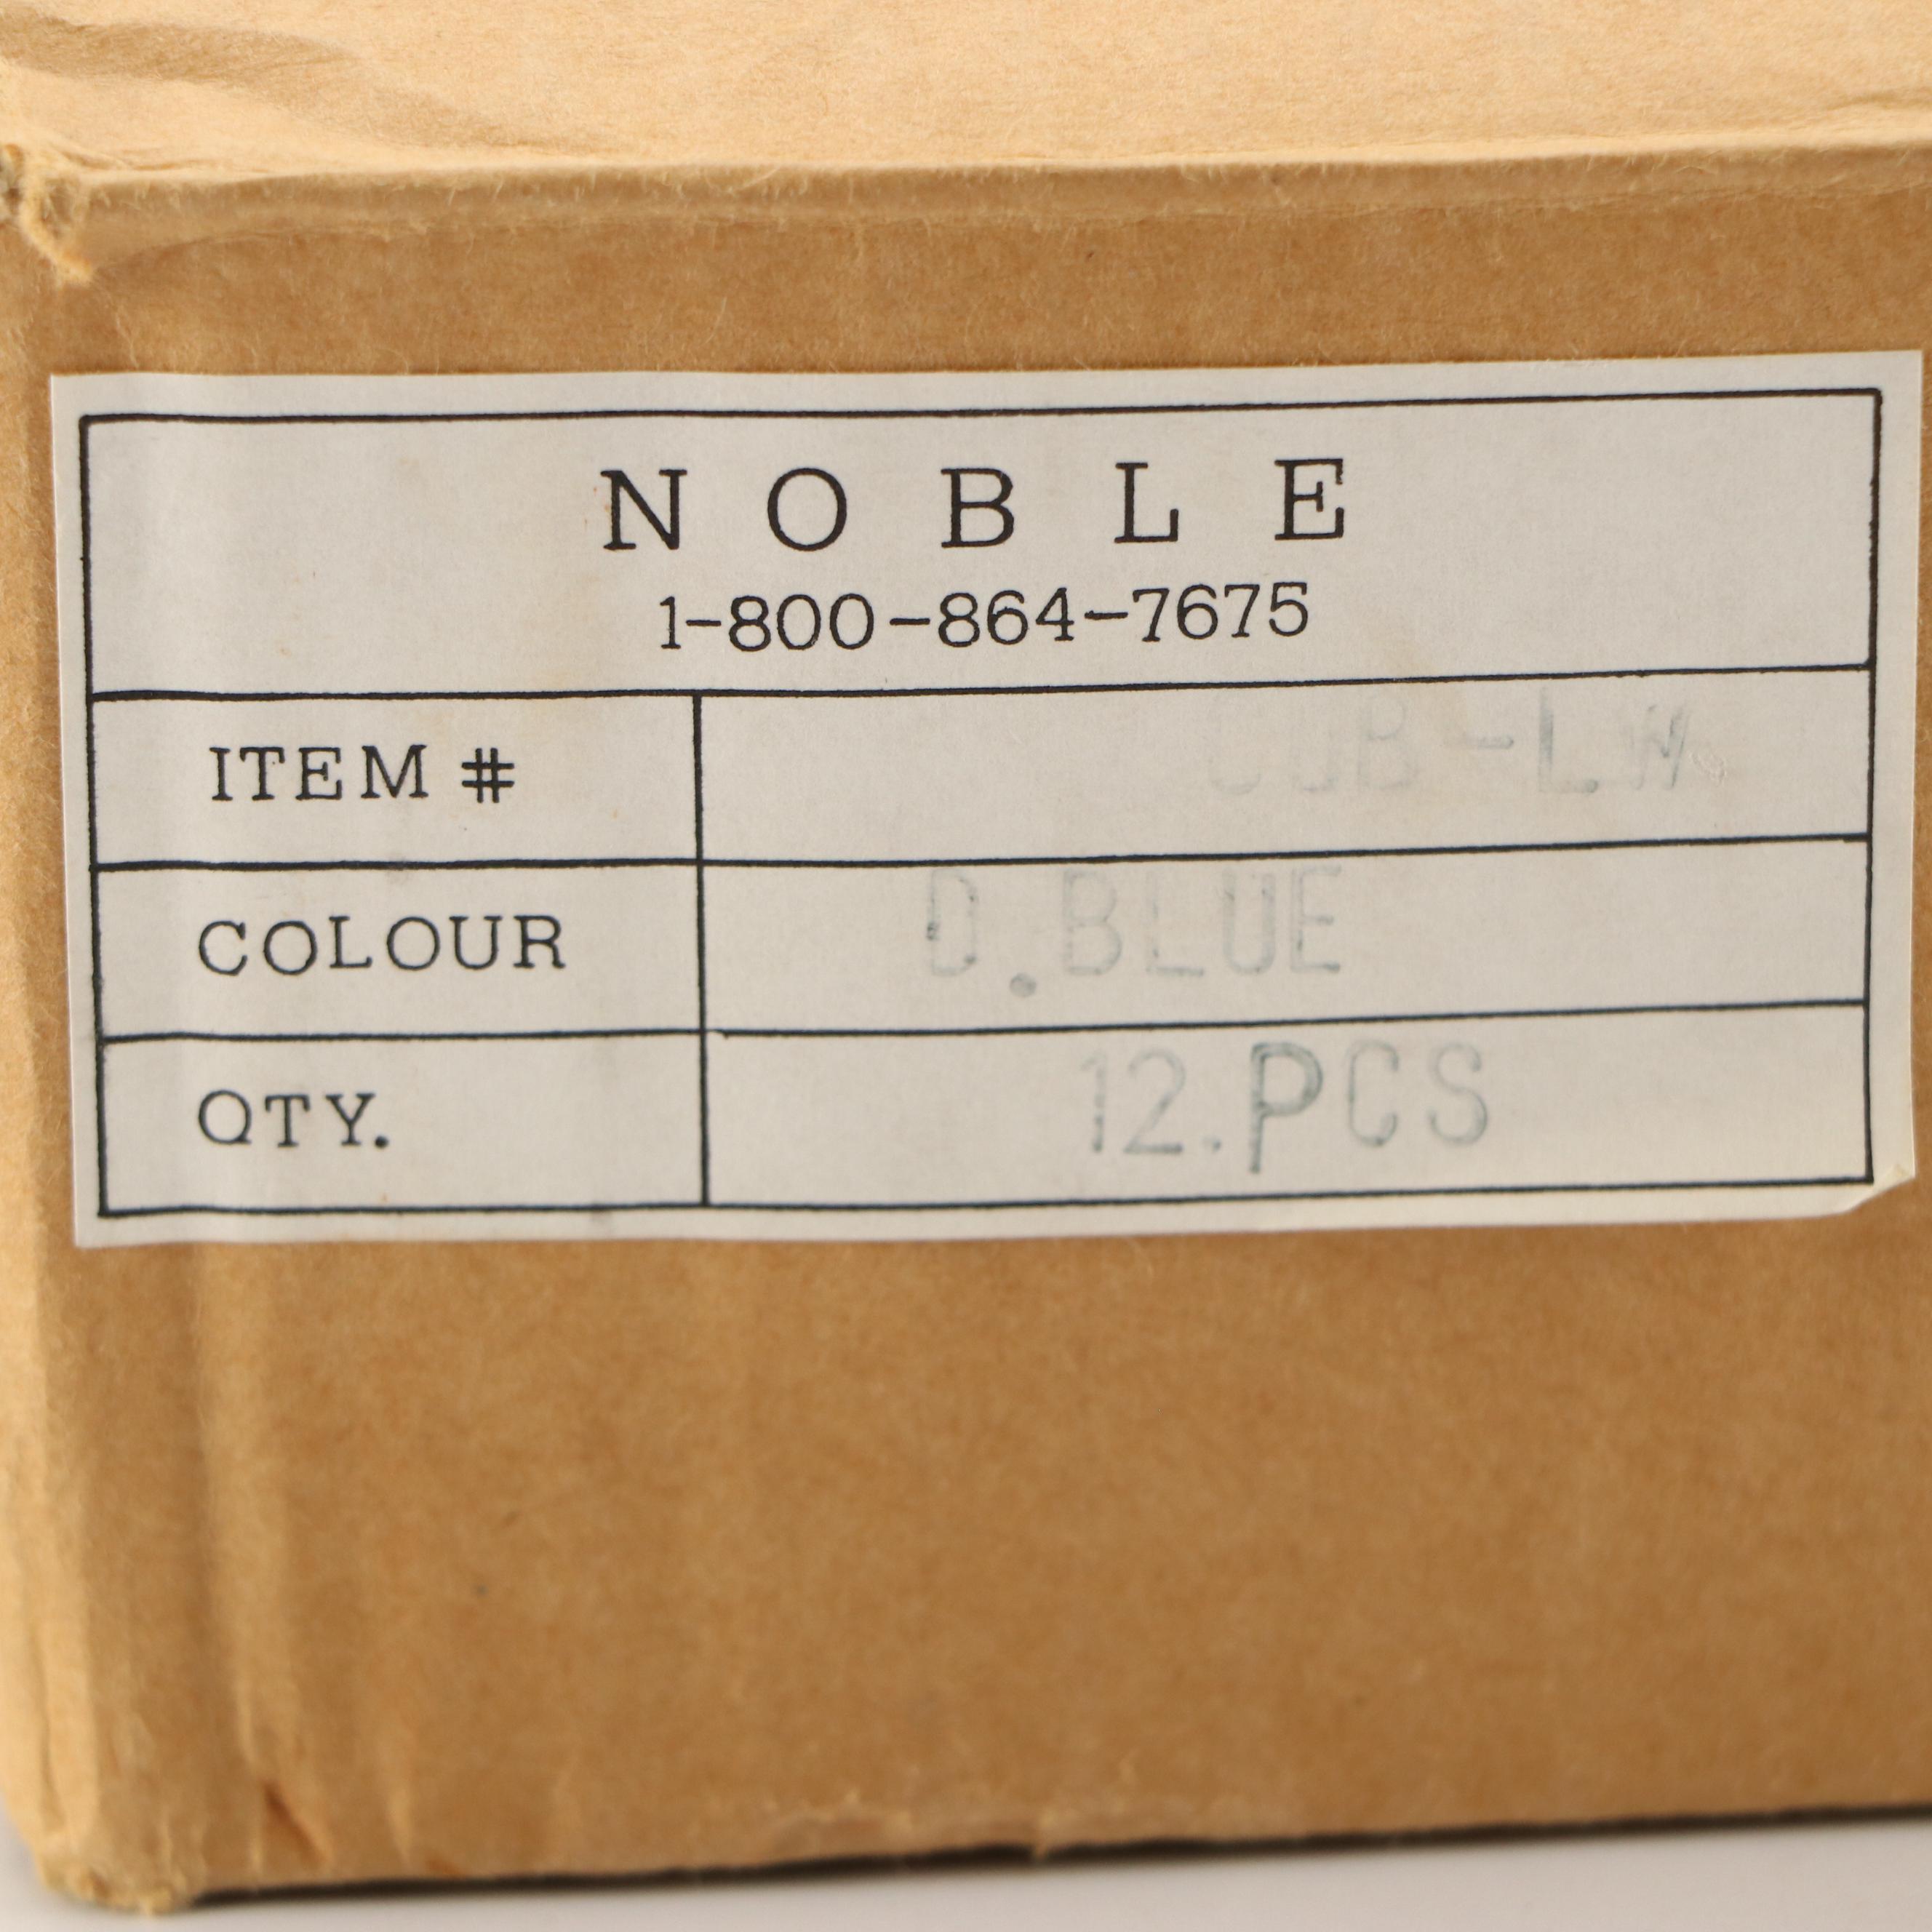 NOBLE
1-800-864-7675
ITEM #
COLOUR D.BLUE
QTY. 12.PCS